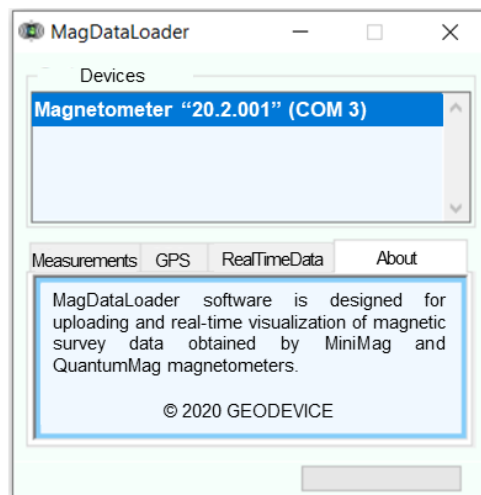 MagDataLoader
Devices
Magnetometer “20.2.001” (COM 3)
Measurements GPS RealTimeData About
MagDataLoader software is designed for
uploading and real-time visualization of magnetic
survey data obtained by MiniMag and
QuantumMag magnetometers.
© 2020 GEODEVICE